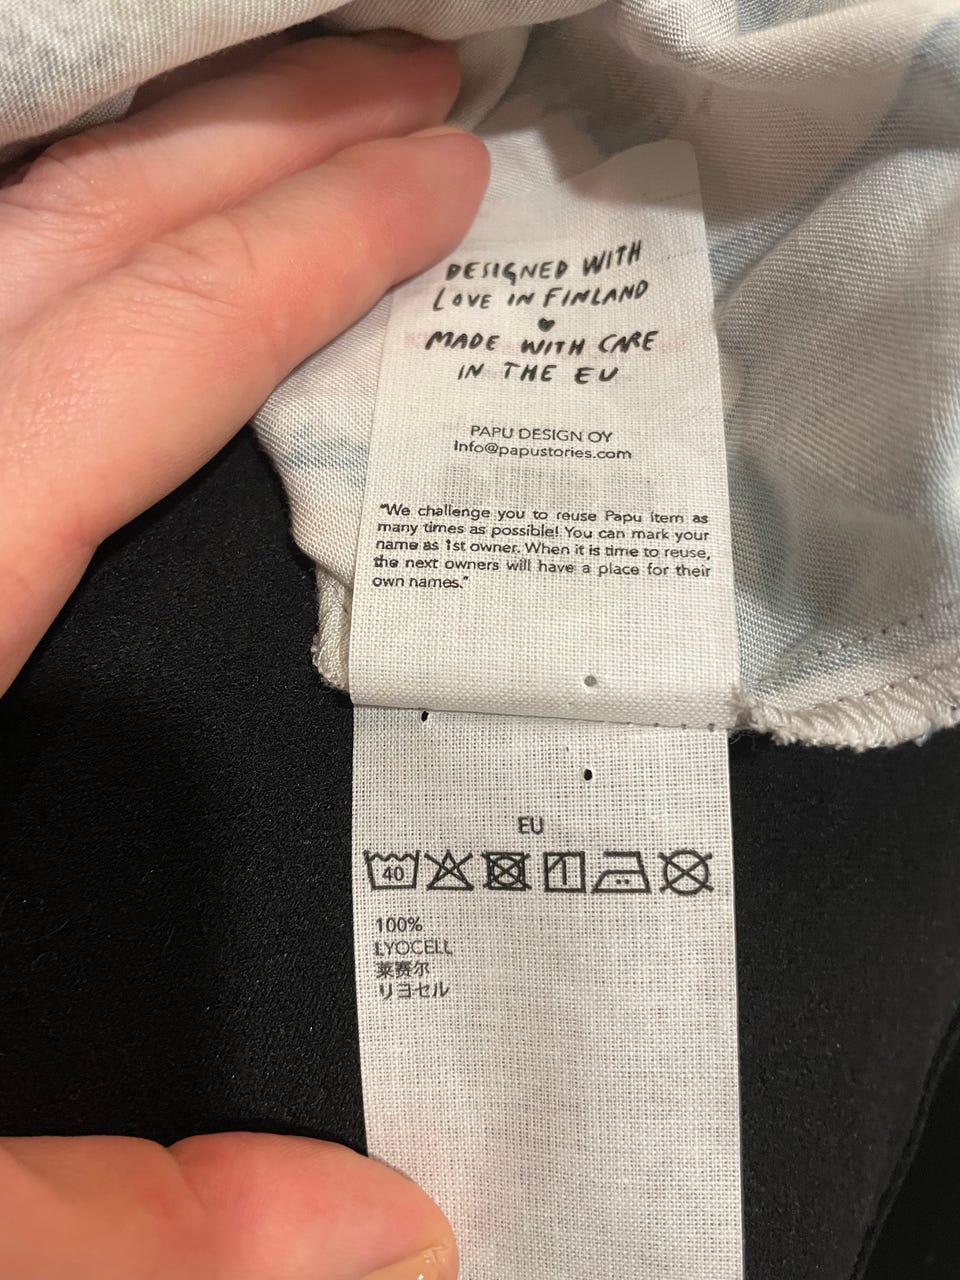 DESIGNED WITH
LOVE IN FINLAND
MADE WITH CARE
IN THE EU
PAPU DESIGN OY
Info@papustories.com
"We challenge you to reuse Papu item as
many times as possible! You can mark your
name as 1st owner. When it is time to reuse,
the next owners will have a place for their
own names."
EU
40
100%
LYOCELL
莱赛尔
リヨセル